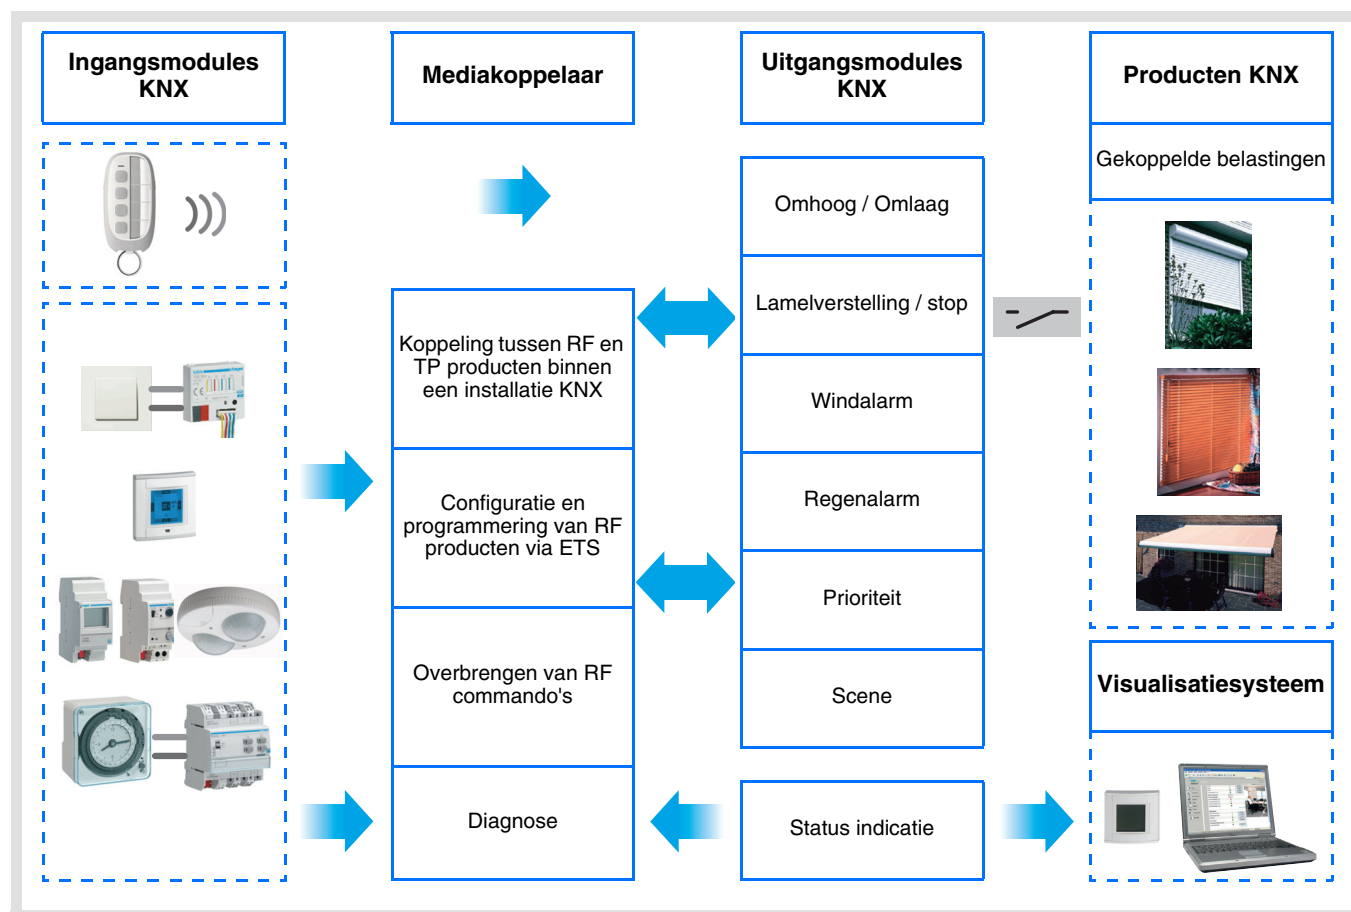 Ingangsmodules
KNX
Mediakoppelaar
Uitgangsmodules
KNX
Producten KNX
Gekoppelde belastingen
Omhoog / Omlaag
Lamelverstelling / stop
Windalarm
Regenalarm
Prioriteit
Scene
Koppeling tussen RF en
TP producten binnen
een installatie KNX
Configuratie en
programmering van RF
producten via ETS
Overbrengen van RF
commando's
Diagnose
Status indicatie
Visualisatiesysteem